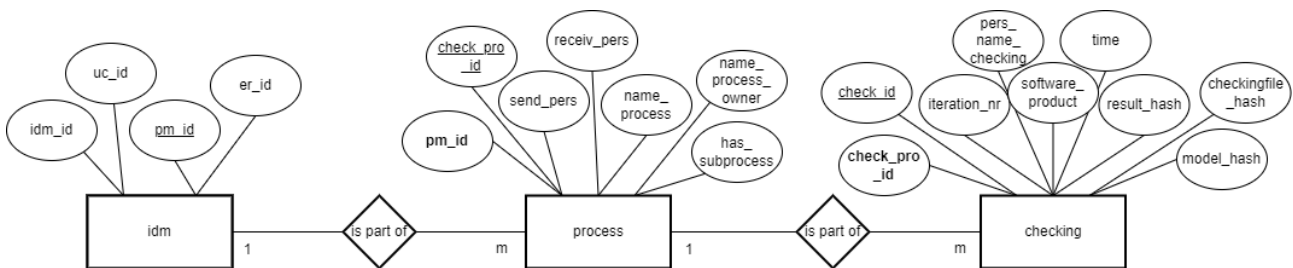 idm_id
uc_id
pm_id
er_id
idm
1
is part of
m
pm_id
check_pro
_id
send_pers
receiv_pers
name_
process
name_
process_
owner
has_
subprocess
process
1
is part of
m
check_pro
_id
check_id
iteration_nr
pers_
name_
checking
software_
product
time
result_hash
checkingfile
_hash
model_hash
checking